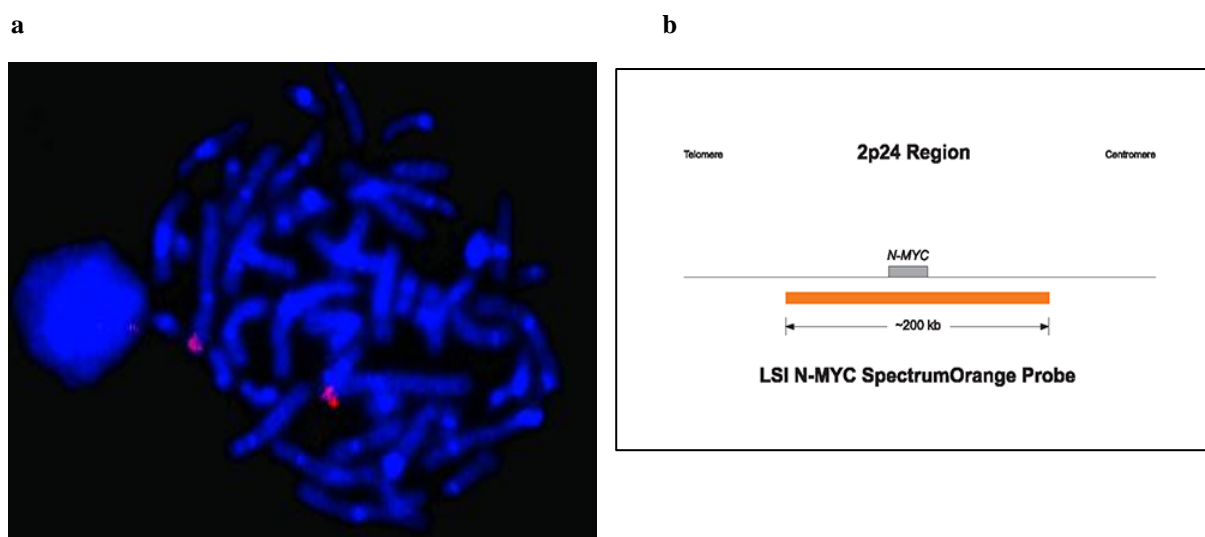 a
b
Telomere 2p24 Region Centromere
N-MYC
~200 kb
LSI N-MYC SpectrumOrange Probe